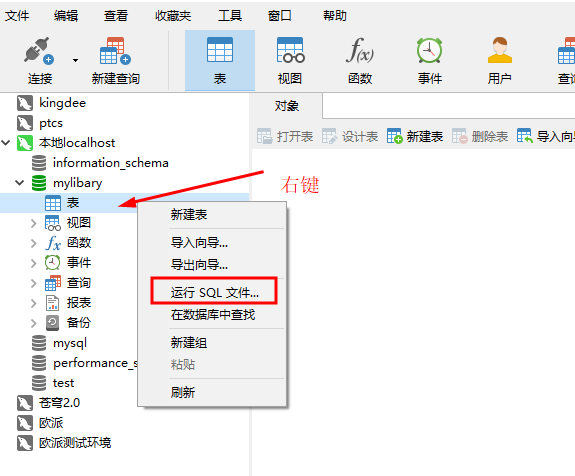 文件 编辑 查看 收藏夹 工具 窗口 帮助
连接 新建查询 表 视图 f(x) 函数 事件 用户 查
kingdee
ptcs
本地localhost
information_schema
mylibary
表
视图
fx 函数
事件
查询
报表
备份
mysql
performance_s
test
苍穹2.0
欧派
欧派测试环境
对象
打开表 设计表 新建表 删除表 导入向
右键
新建表
导入向导...
导出向导...
运行 SQL 文件...
在数据库中查找
新建组
粘贴
刷新